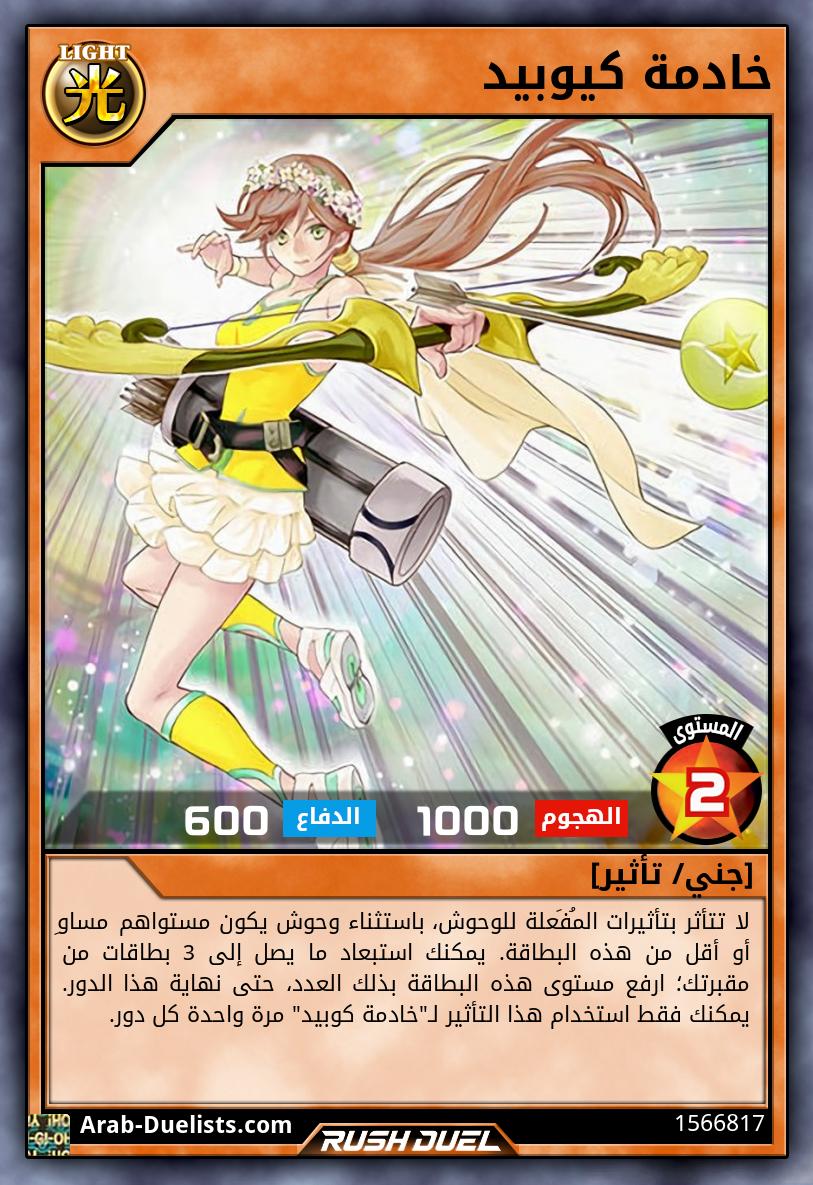 خادمة كيوبيد
LIGHT
光
المستوى
2
الهجوم 1000 الدفاع 600
[جني/ تأثير]
لا تتأثر بتأثيرات المُفَعلة للوحوش، باستثناء وحوش يكون مستواهم مساوٍ
أو أقل من هذه البطاقة. يمكنك استبعاد ما يصل إلى 3 بطاقات من
مقبرتك؛ ارفع مستوى هذه البطاقة بذلك العدد، حتى نهاية هذا الدور.
يمكنك فقط استخدام هذا التأثير لـ"خادمة كوبيد" مرة واحدة كل دور.
Arab-Duelists.com
RUSH DUEL
1566817